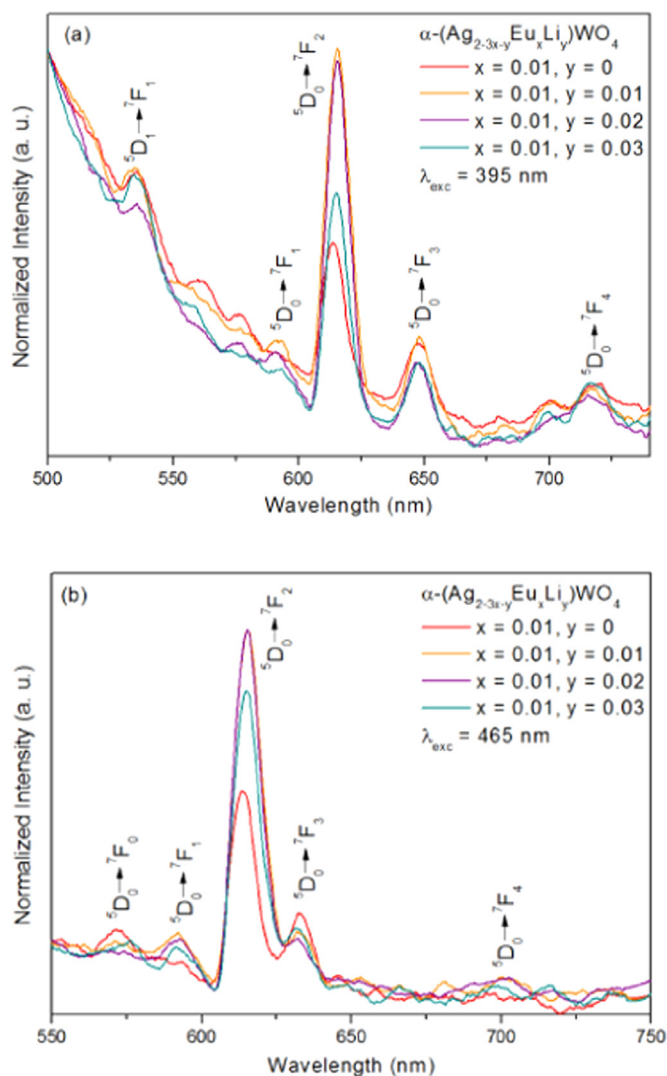 (a)
α-(Ag₂₋₃ₓ₋ᵧEuₓLiᵧ)WO₄
x = 0.01, y = 0
x = 0.01, y = 0.01
x = 0.01, y = 0.02
x = 0.01, y = 0.03
λexc = 395 nm
⁵D₁→⁷F₁
⁵D₀→⁷F₁
⁵D₀→⁷F₂
⁵D₀→⁷F₃
⁵D₀→⁷F₄
Normalized Intensity (a. u.)
500 550 600 650 700
Wavelength (nm)
(b)
α-(Ag₂₋₃ₓ₋ᵧEuₓLiᵧ)WO₄
x = 0.01, y = 0
x = 0.01, y = 0.01
x = 0.01, y = 0.02
x = 0.01, y = 0.03
λexc = 465 nm
⁵D₀→⁷F₀
⁵D₀→⁷F₁
⁵D₀→⁷F₂
⁵D₀→⁷F₃
⁵D₀→⁷F₄
Normalized Intensity (a. u.)
550 600 650 700 750
Wavelength (nm)